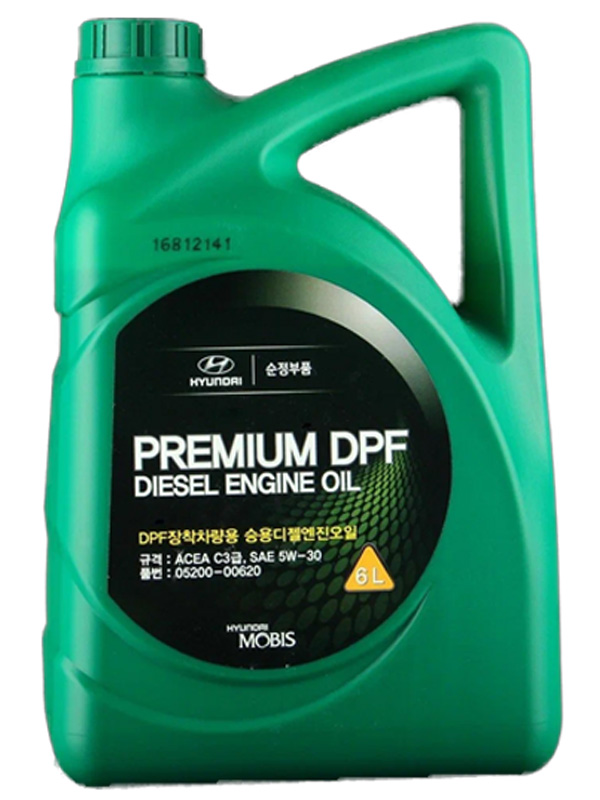 16812141
HYUNDAI | 순정부품
PREMIUM DPF
DIESEL ENGINE OIL
DPF장착차량용 승용디젤엔진오일
규격 : ACEA C3급, SAE 5W-30
품번 : 05200-00620
6 L
HYUNDAI
MOBIS